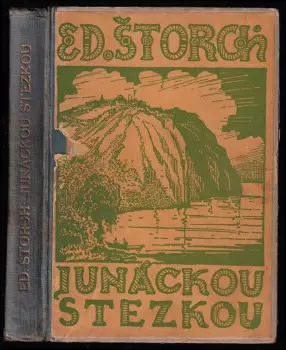 ED. ŠTORCH
JUNÁCKOU
STEZKOU
ED. ŠTORCH - JUNÁCKOU STEZKOU